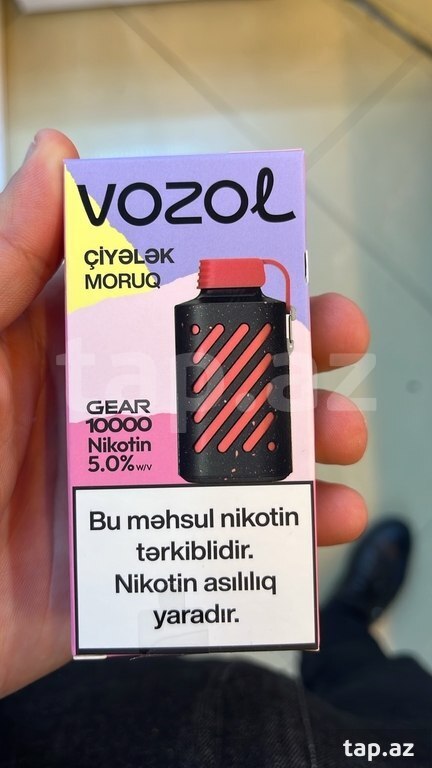 VOZOL
ÇİYƏLƏK
MORUQ
GEAR
10000
Nikotin
5.0% w/v
Bu məhsul nikotin
tərkiblidir.
Nikotin asılılıq
yaradır.
tap.az
tap.az